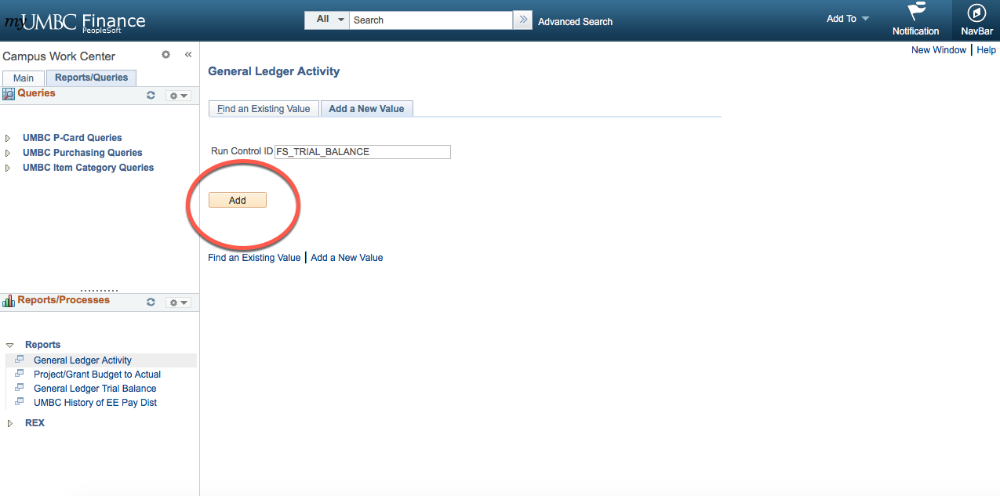 myUMBC Finance
PeopleSoft
All
Search
Advanced Search
Add To
Notification
NavBar
New Window | Help
Campus Work Center
Main
Reports/Queries
Queries
UMBC P-Card Queries
UMBC Purchasing Queries
UMBC Item Category Queries
Reports/Processes
Reports
General Ledger Activity
Project/Grant Budget to Actual
General Ledger Trial Balance
UMBC History of EE Pay Dist
REX
General Ledger Activity
Find an Existing Value
Add a New Value
Run Control ID FS_TRIAL_BALANCE
Add
Find an Existing Value | Add a New Value